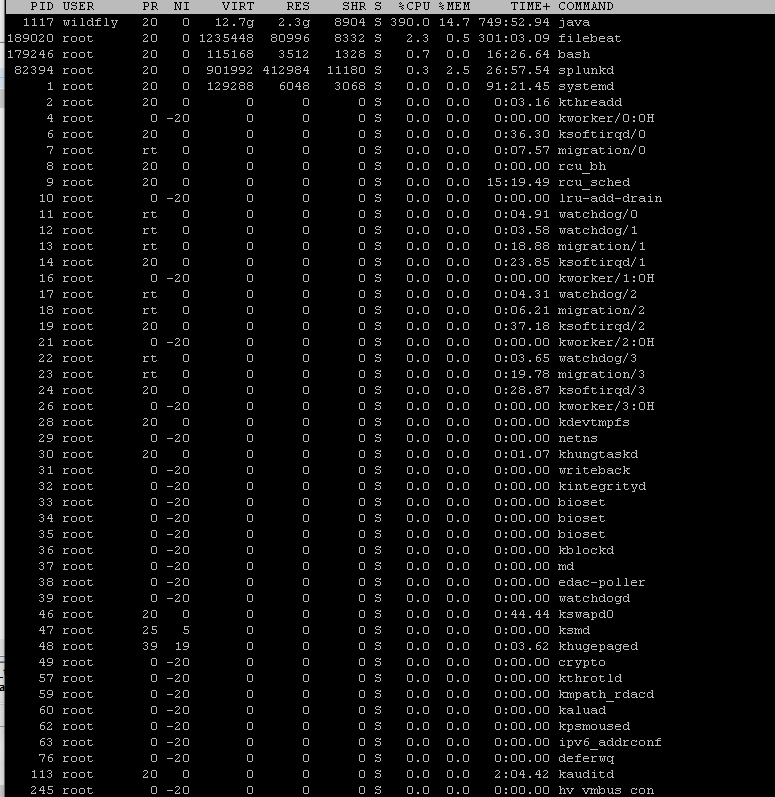 PID USER PR NI VIRT RES SHR S %CPU %MEM TIME+ COMMAND
1117 wildfly 20 0 12.7g 2.3g 8904 S 390.0 14.7 749:52.94 java
189020 root 20 0 1235448 80996 8332 S 2.3 0.5 301:03.09 filebeat
179246 root 20 0 115168 3512 1328 S 0.7 0.0 16:26.64 bash
82394 root 20 0 901992 412984 11180 S 0.3 2.5 26:57.54 splunkd
1 root 20 0 129288 6048 3068 S 0.0 0.0 91:21.45 systemd
2 root 20 0 0 0 0 S 0.0 0.0 0:03.16 kthreadd
4 root 0 -20 0 0 0 S 0.0 0.0 0:00.00 kworker/0:0H
6 root 20 0 0 0 0 S 0.0 0.0 0:36.30 ksoftirqd/0
7 root rt 0 0 0 0 S 0.0 0.0 0:07.57 migration/0
8 root 20 0 0 0 0 S 0.0 0.0 0:00.00 rcu_bh
9 root 20 0 0 0 0 S 0.0 0.0 15:19.49 rcu_sched
10 root 0 -20 0 0 0 S 0.0 0.0 0:00.00 lru-add-drain
11 root rt 0 0 0 0 S 0.0 0.0 0:04.91 watchdog/0
12 root rt 0 0 0 0 S 0.0 0.0 0:03.58 watchdog/1
13 root rt 0 0 0 0 S 0.0 0.0 0:18.88 migration/1
14 root 20 0 0 0 0 S 0.0 0.0 0:23.85 ksoftirqd/1
16 root 0 -20 0 0 0 S 0.0 0.0 0:00.00 kworker/1:0H
17 root rt 0 0 0 0 S 0.0 0.0 0:04.31 watchdog/2
18 root rt 0 0 0 0 S 0.0 0.0 0:06.21 migration/2
19 root 20 0 0 0 0 S 0.0 0.0 0:37.18 ksoftirqd/2
21 root 0 -20 0 0 0 S 0.0 0.0 0:00.00 kworker/2:0H
22 root rt 0 0 0 0 S 0.0 0.0 0:03.65 watchdog/3
23 root rt 0 0 0 0 S 0.0 0.0 0:19.78 migration/3
24 root 20 0 0 0 0 S 0.0 0.0 0:28.87 ksoftirqd/3
26 root 0 -20 0 0 0 S 0.0 0.0 0:00.00 kworker/3:0H
28 root 20 0 0 0 0 S 0.0 0.0 0:00.00 kdevtmpfs
29 root 0 -20 0 0 0 S 0.0 0.0 0:00.00 netns
30 root 20 0 0 0 0 S 0.0 0.0 0:01.07 khungtaskd
31 root 0 -20 0 0 0 S 0.0 0.0 0:00.00 writeback
32 root 0 -20 0 0 0 S 0.0 0.0 0:00.00 kintegrityd
33 root 0 -20 0 0 0 S 0.0 0.0 0:00.00 bioset
34 root 0 -20 0 0 0 S 0.0 0.0 0:00.00 bioset
35 root 0 -20 0 0 0 S 0.0 0.0 0:00.00 bioset
36 root 0 -20 0 0 0 S 0.0 0.0 0:00.00 kblockd
37 root 0 -20 0 0 0 S 0.0 0.0 0:00.00 md
38 root 0 -20 0 0 0 S 0.0 0.0 0:00.00 edac-poller
39 root 0 -20 0 0 0 S 0.0 0.0 0:00.00 watchdogd
46 root 20 0 0 0 0 S 0.0 0.0 0:44.44 kswapd0
47 root 25 5 0 0 0 S 0.0 0.0 0:00.00 ksmd
48 root 39 19 0 0 0 S 0.0 0.0 0:03.62 khugepaged
49 root 0 -20 0 0 0 S 0.0 0.0 0:00.00 crypto
57 root 0 -20 0 0 0 S 0.0 0.0 0:00.00 kthrotld
59 root 0 -20 0 0 0 S 0.0 0.0 0:00.00 kmpath_rdacd
60 root 0 -20 0 0 0 S 0.0 0.0 0:00.00 kaluad
62 root 0 -20 0 0 0 S 0.0 0.0 0:00.00 kpsmoused
63 root 0 -20 0 0 0 S 0.0 0.0 0:00.00 ipv6_addrconf
76 root 0 -20 0 0 0 S 0.0 0.0 0:00.00 deferwq
113 root 20 0 0 0 0 S 0.0 0.0 2:04.42 kauditd
245 root 0 -20 0 0 0 S 0.0 0.0 0:00.00 hv_vmbus_con